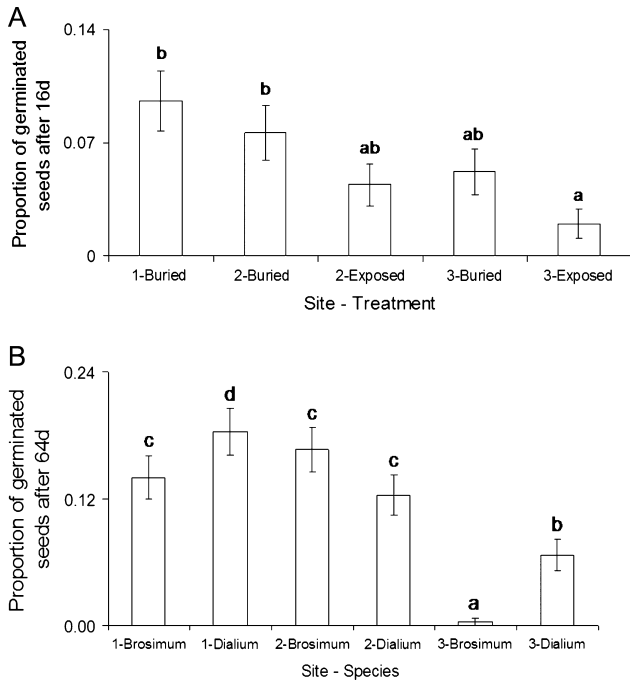 A
Proportion of germinated
seeds after 16d
0.14
0.07
0
b
b
ab
ab
a
1-Buried
2-Buried
2-Exposed
3-Buried
3-Exposed
Site - Treatment
B
Proportion of germinated
seeds after 64d
0.24
0.12
0.00
c
d
c
c
a
b
1-Brosimum
1-Dialium
2-Brosimum
2-Dialium
3-Brosimum
3-Dialium
Site - Species